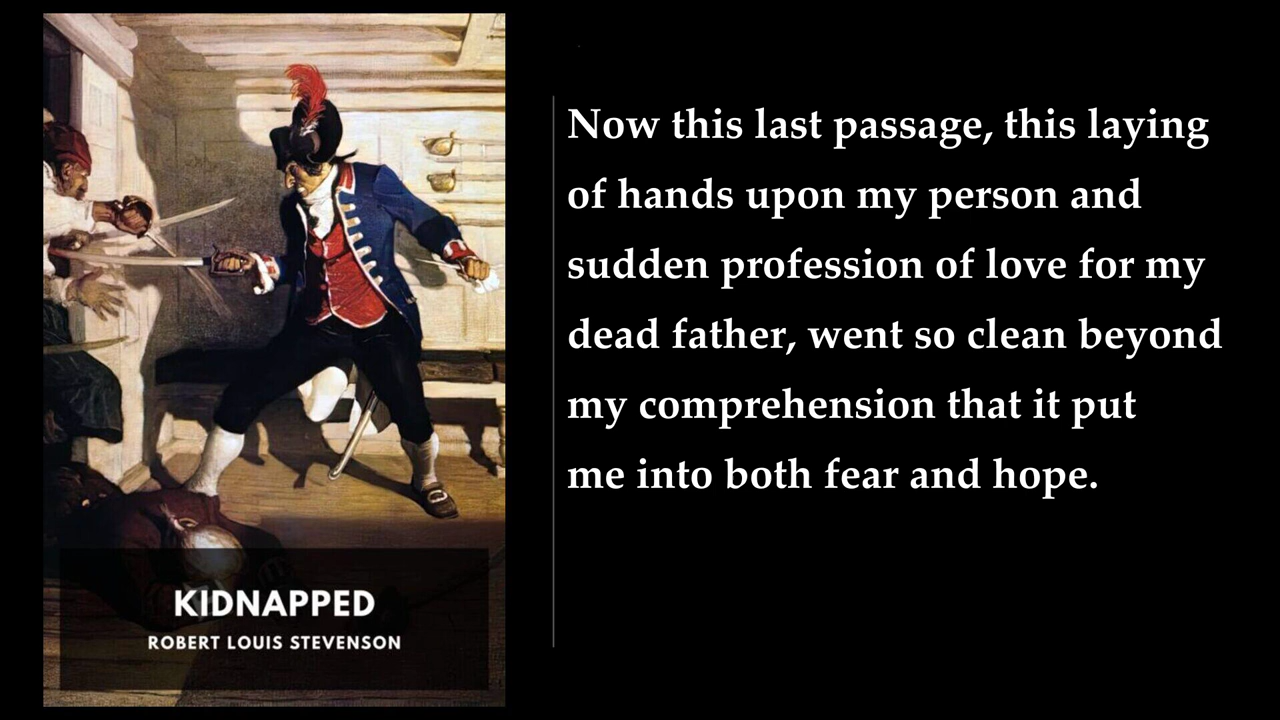 KIDNAPPED
ROBERT LOUIS STEVENSON
Now this last passage, this laying
of hands upon my person and
sudden profession of love for my
dead father, went so clean beyond
my comprehension that it put
me into both fear and hope.